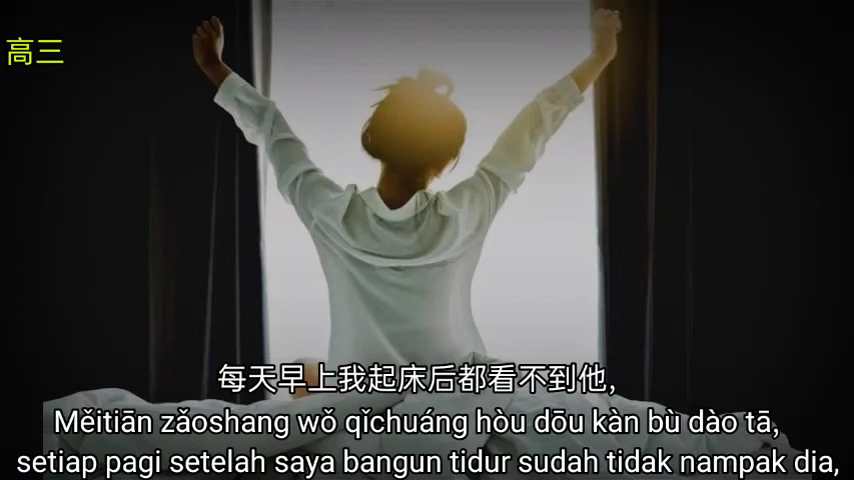 高三
每天早上我起床后都看不到他,
Měitiān zǎoshang wǒ qǐchuáng hòu dōu kàn bù dào tā,
setiap pagi setelah saya bangun tidur sudah tidak nampak dia,